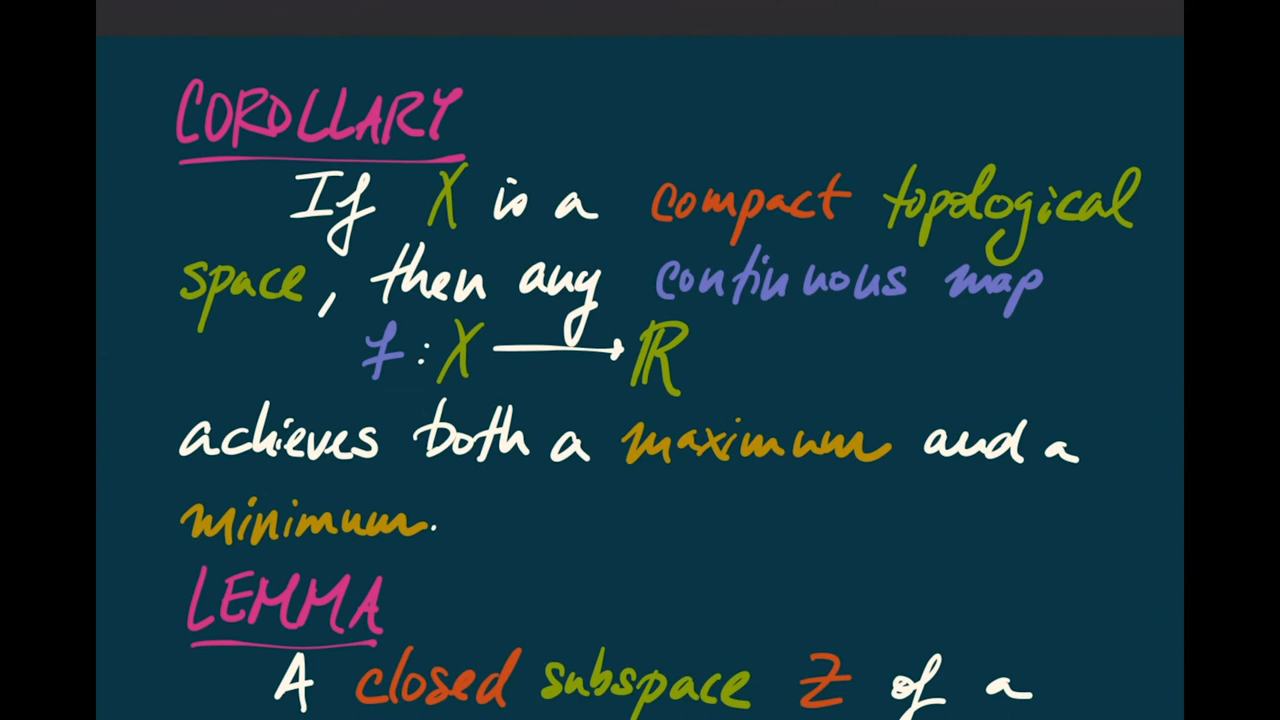 COROLLARY
If X is a compact topological
space, then any continuous map
f : X ⟶ ℝ
achieves both a maximum and a
minimum.
LEMMA
A closed subspace Z of a